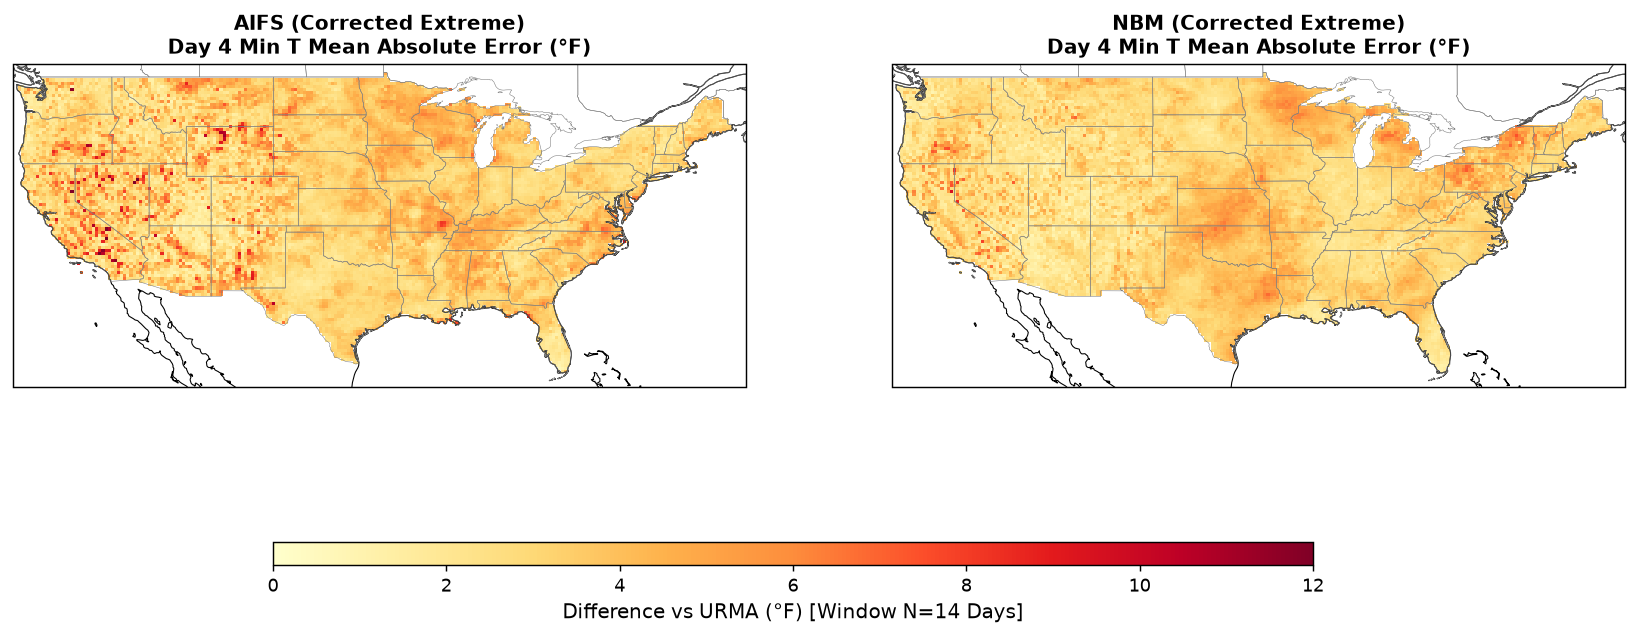 AIFS (Corrected Extreme)
Day 4 Min T Mean Absolute Error (°F)
NBM (Corrected Extreme)
Day 4 Min T Mean Absolute Error (°F)
0 2 4 6 8 10 12
Difference vs URMA (°F) [Window N=14 Days]